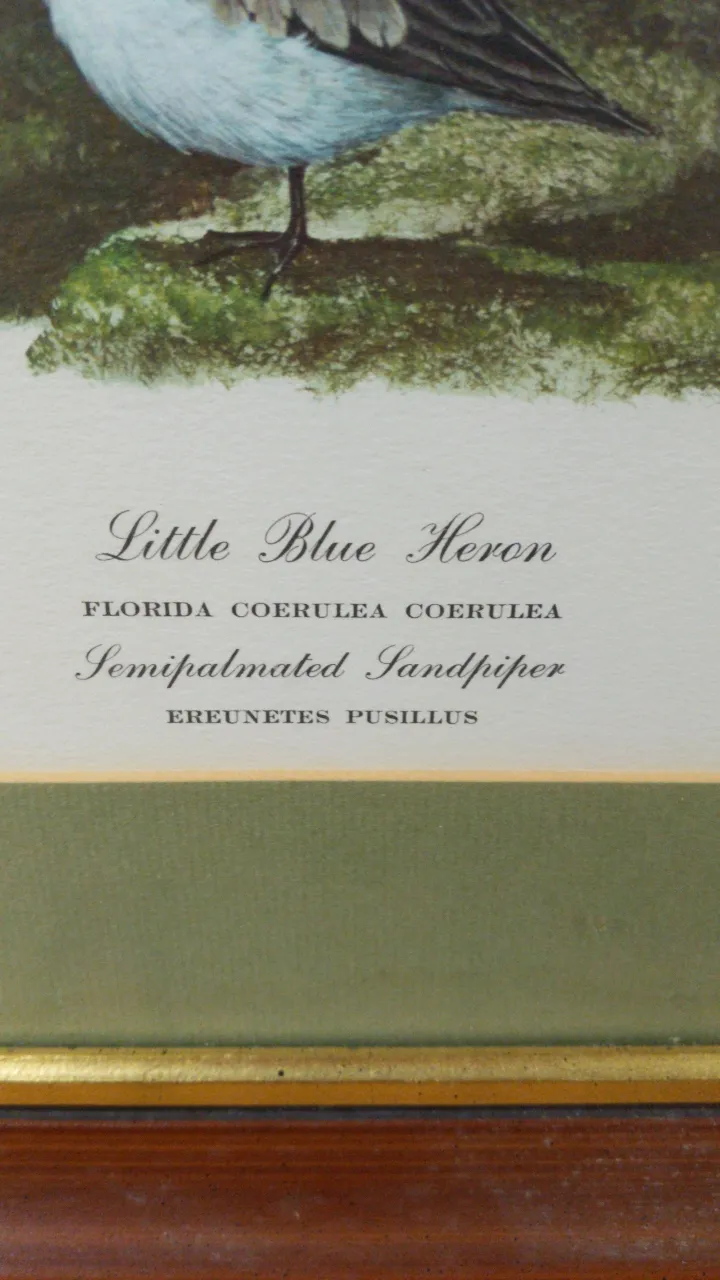 Little Blue Heron
FLORIDA COERULEA COERULEA
Semipalmated Sandpiper
EREUNETES PUSILLUS